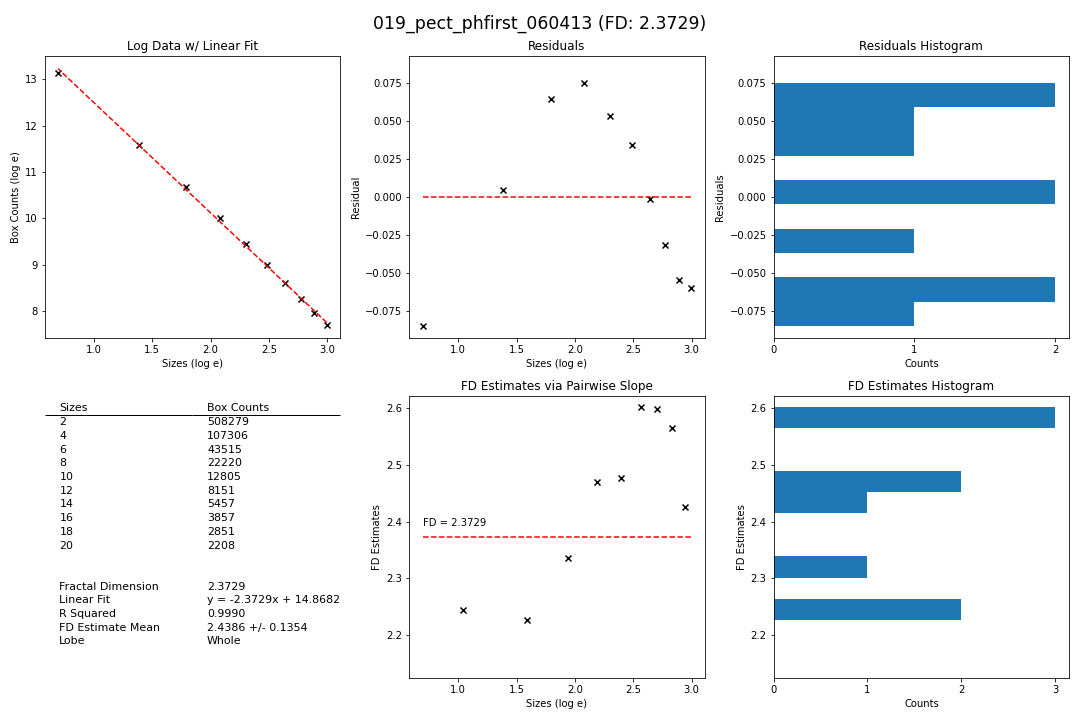 019_pect_phfirst_060413 (FD: 2.3729)
Log Data w/ Linear Fit
Box Counts (log e)
13
12
11
10
9
8
1.0 1.5 2.0 2.5 3.0
Sizes (log e)
Residuals
Residual
0.075
0.050
0.025
0.000
−0.025
−0.050
−0.075
1.0 1.5 2.0 2.5 3.0
Sizes (log e)
Residuals Histogram
Residuals
0.075
0.050
0.025
0.000
−0.025
−0.050
−0.075
0 1 2
Counts
Sizes Box Counts
2 508279
4 107306
6 43515
8 22220
10 12805
12 8151
14 5457
16 3857
18 2851
20 2208
Fractal Dimension 2.3729
Linear Fit y = -2.3729x + 14.8682
R Squared 0.9990
FD Estimate Mean 2.4386 +/- 0.1354
Lobe Whole
FD Estimates via Pairwise Slope
FD Estimates
2.6
2.5
2.4
2.3
2.2
FD = 2.3729
1.0 1.5 2.0 2.5 3.0
Sizes (log e)
FD Estimates Histogram
FD Estimates
2.6
2.5
2.4
2.3
2.2
0 1 2 3
Counts